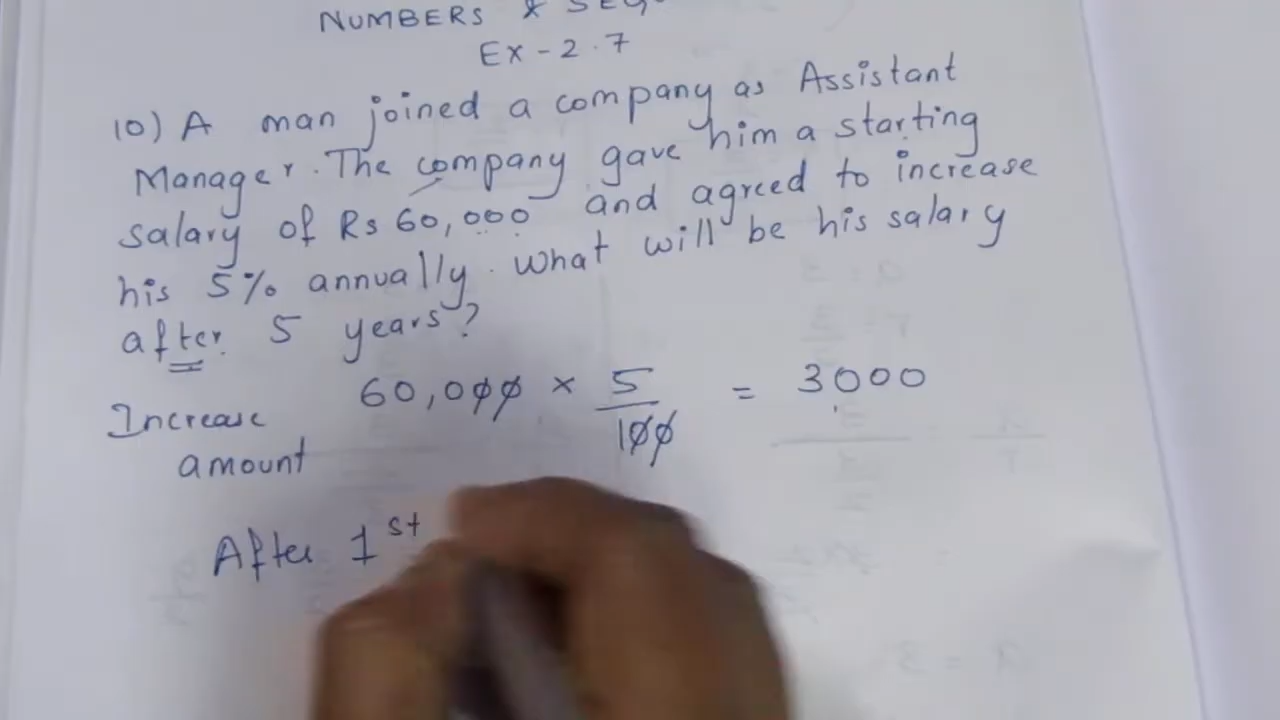 NUMBERS &
Ex - 2.7
10) A man joined a company as Assistant
Manager. The company gave him a starting
salary of Rs 60,000 and agreed to increase
his 5% annually. What will be his salary
after 5 years?
Increase 60,000 × 5/100 = 3000
amount
After 1st